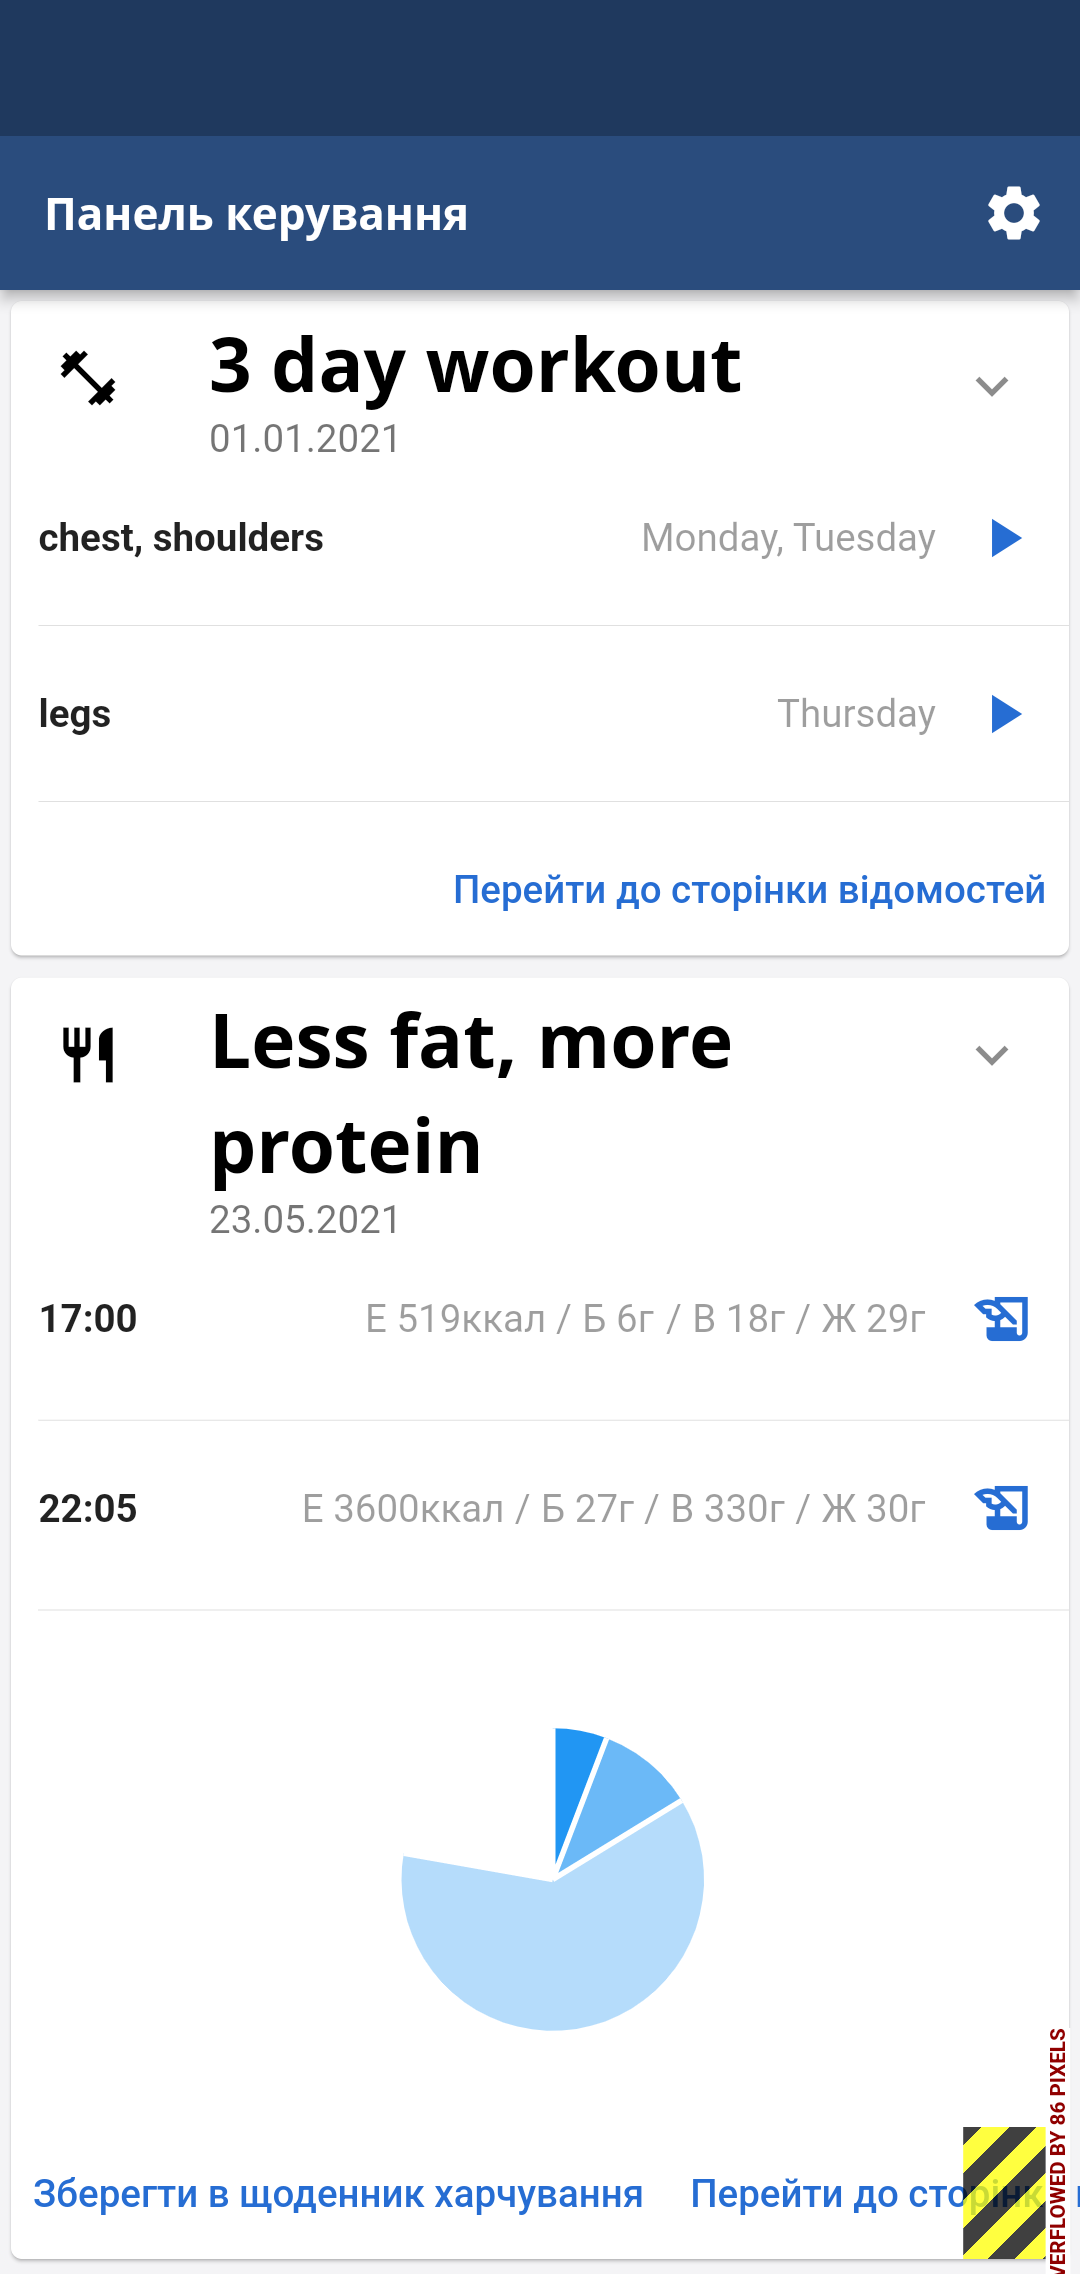 Панель керування
3 day workout
01.01.2021
chest, shoulders
Monday, Tuesday
legs
Thursday
Перейти до сторінки відомостей
Less fat, more
protein
23.05.2021
17:00
Е 519ккал / Б 6г / В 18г / Ж 29г
22:05
Е 3600ккал / Б 27г / В 330г / Ж 30г
Зберегти в щоденник харчування
Перейти до
BY 86 PIXELS